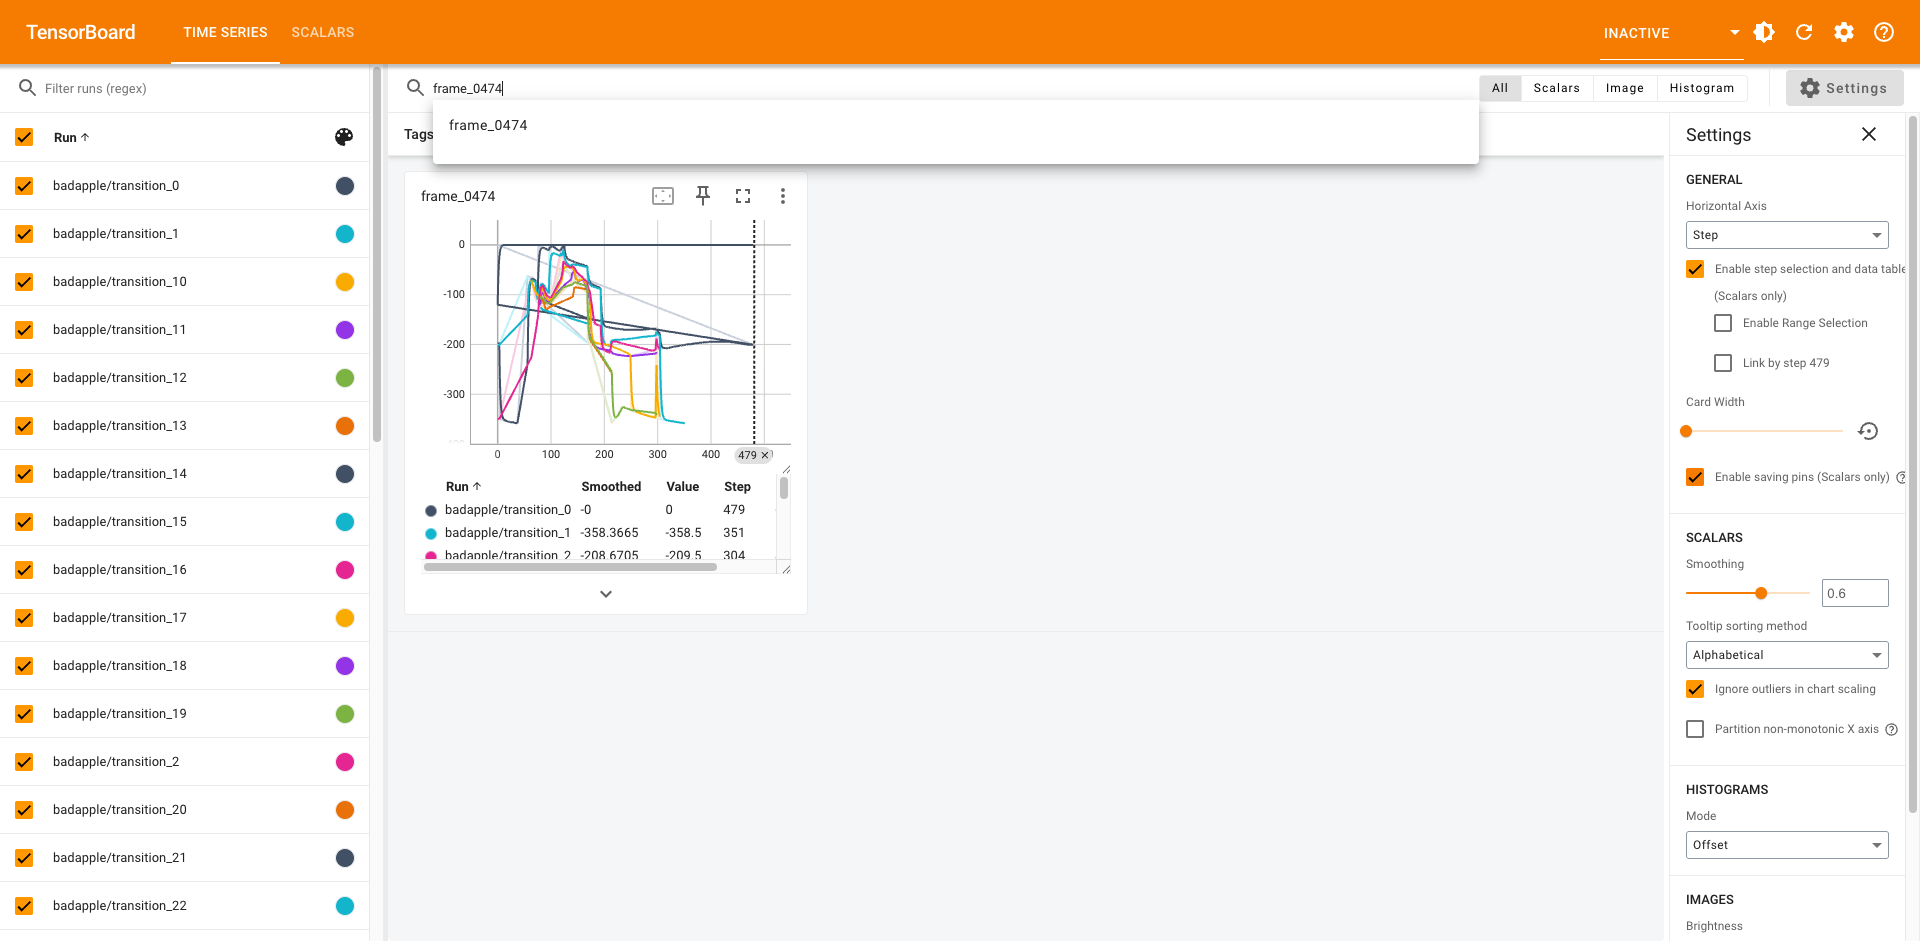 TensorBoard
TIME SERIES
SCALARS
INACTIVE
Filter runs (regex)
frame_0474
All
Scalars
Image
Histogram
Settings
frame_0474
Run
badapple/transition_0
badapple/transition_1
badapple/transition_10
badapple/transition_11
badapple/transition_12
badapple/transition_13
badapple/transition_14
badapple/transition_15
badapple/transition_16
badapple/transition_17
badapple/transition_18
badapple/transition_19
badapple/transition_2
badapple/transition_20
badapple/transition_21
badapple/transition_22
Tags
frame_0474
0
-100
-200
-300
0 100 200 300 400 479
Run Smoothed Value Step
badapple/transition_0 -0 0 479
badapple/transition_1 -358.3665 -358.5 351
badapple/transition_2 -208.6705 -209.5 304
Settings
GENERAL
Horizontal Axis
Step
Enable step selection and data table
(Scalars only)
Enable Range Selection
Link by step 479
Card Width
Enable saving pins (Scalars only)
SCALARS
Smoothing
0.6
Tooltip sorting method
Alphabetical
Ignore outliers in chart scaling
Partition non-monotonic X axis
HISTOGRAMS
Mode
Offset
IMAGES
Brightness